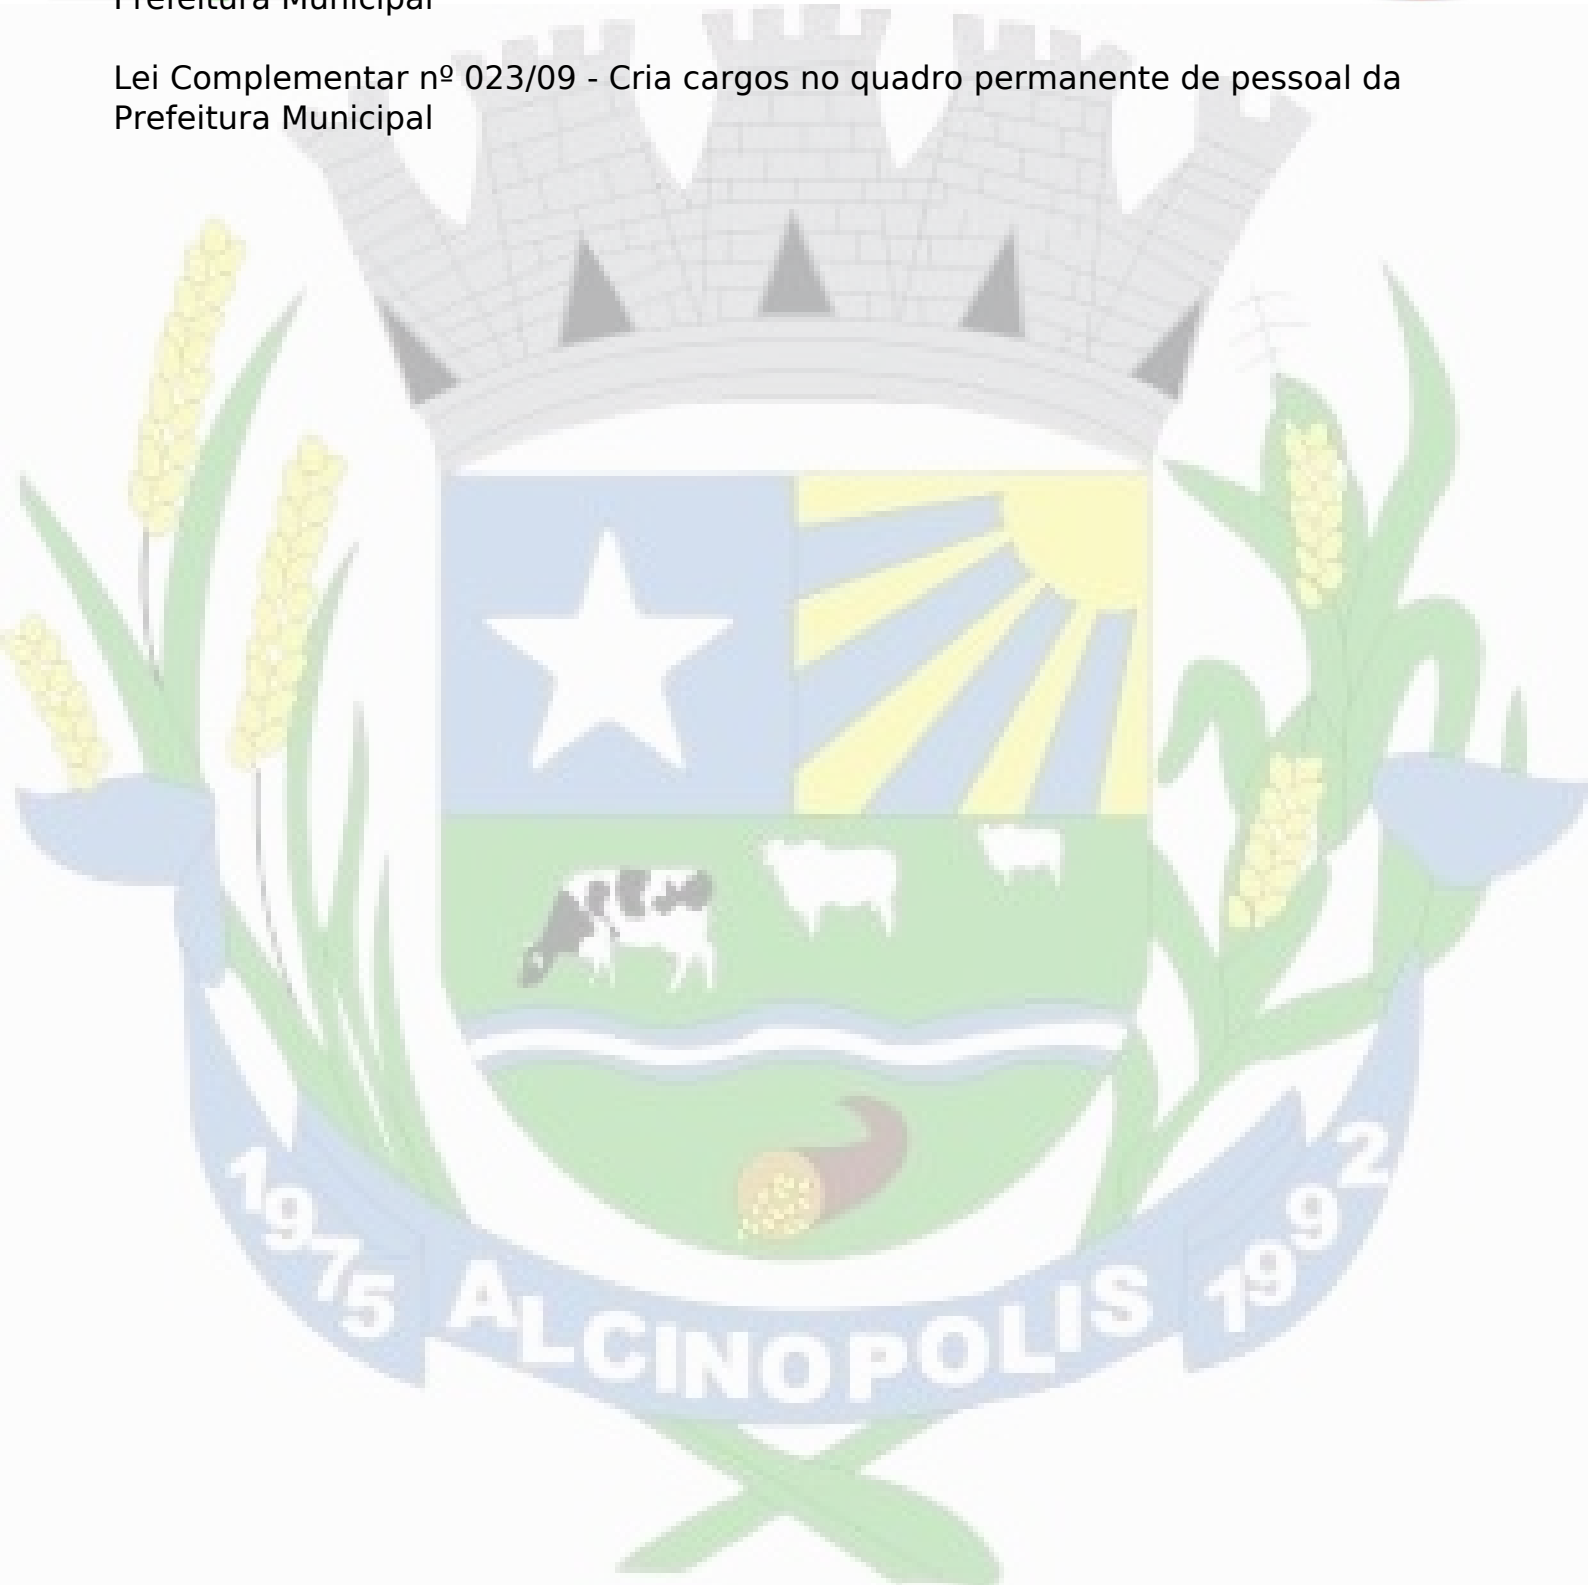 Prefeitura Municipal
Lei Complementar nº 023/09 - Cria cargos no quadro permanente de pessoal da
Prefeitura Municipal
1975 ALCINOPOLIS 1992